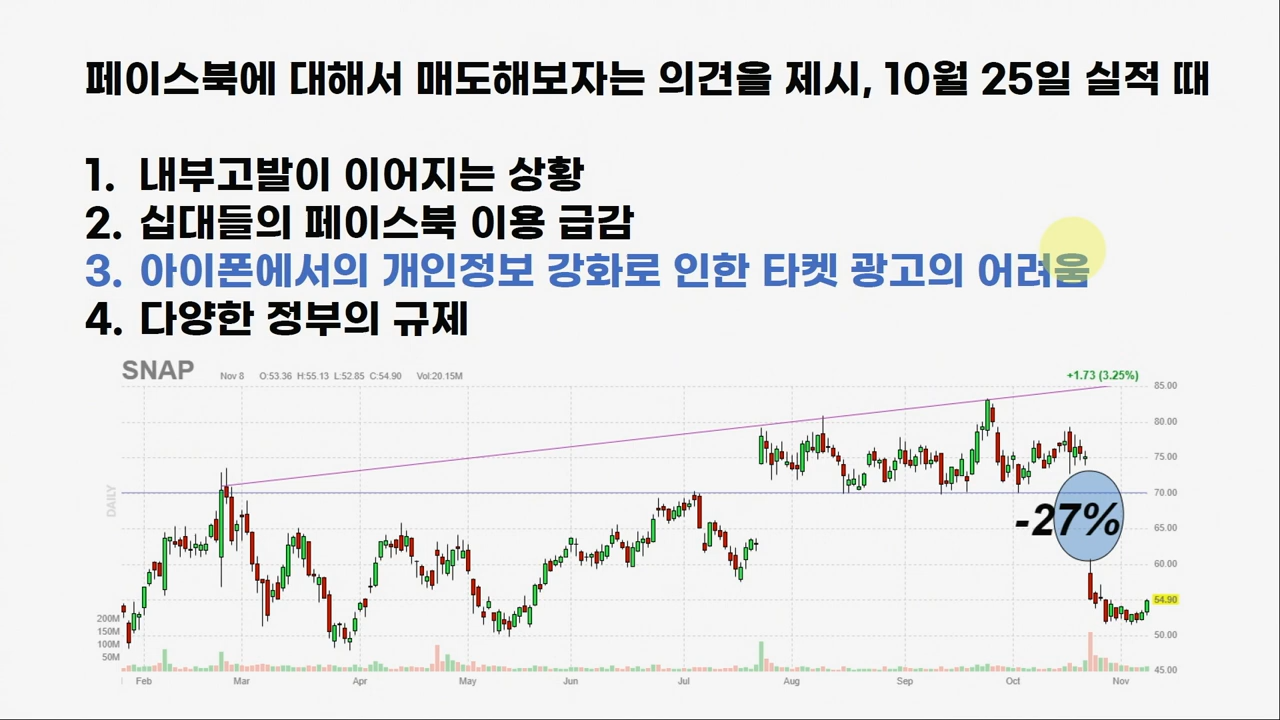 페이스북에 대해서 매도해보자는 의견을 제시, 10월 25일 실적 때
1. 내부고발이 이어지는 상황
2. 십대들의 페이스북 이용 급감
3. 아이폰에서의 개인정보 강화로 인한 타켓 광고의 어려움
4. 다양한 정부의 규제
SNAP Nov 8 O:53.36 H:55.13 L:52.85 C:54.90 Vol:20.15M +1.73 (3.25%)
85.00
80.00
75.00
DAILY
70.00
-27%
65.00
60.00
54.90
200M
150M
50.00
100M
50M
45.00
Feb Mar Apr May Jun Jul Aug Sep Oct Nov